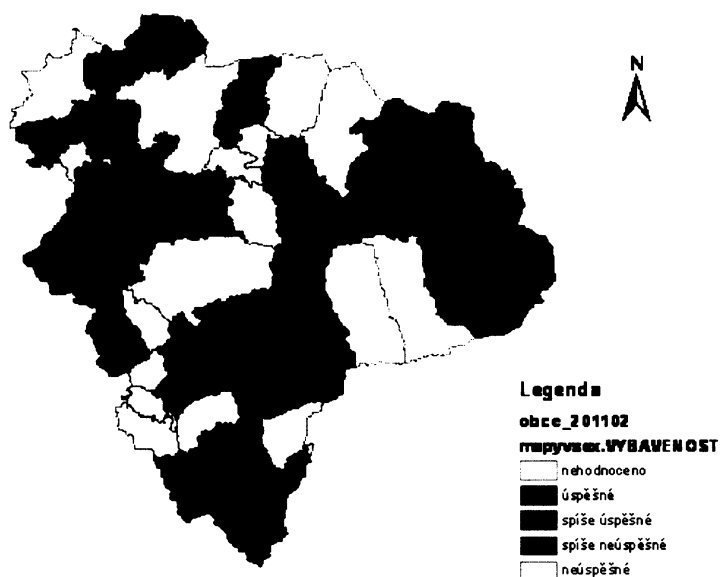 N
Legenda
obce_201102
mapyvsex.VYBAVENOST
nehodnoceno
úspěšné
spíše úspěšné
spíše neúspěšné
neúspěšné